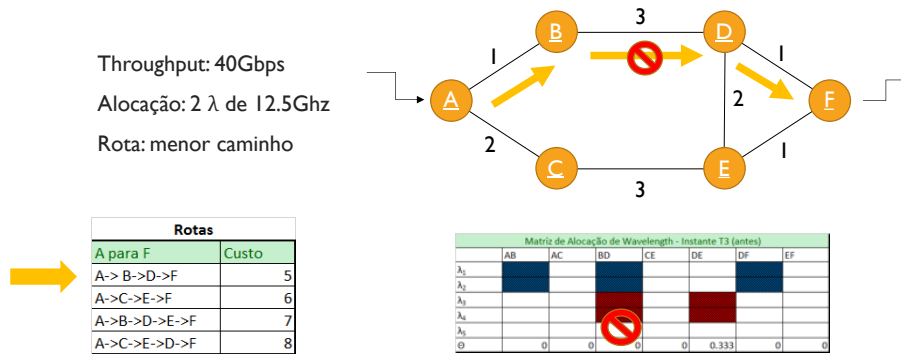 Throughput: 40Gbps
Alocação: 2 λ de 12.5Ghz
Rota: menor caminho
3
B
D
1
1
A
2
F
2
1
C
E
3
Rotas
A para F Custo
A-> B->D->F 5
A->C->E->F 6
A->B->D->E->F 7
A->C->E->D->F 8
Matriz de Alocação de Wavelength - Instante T3 (antes)
AB AC BD CE DE DF EF
λ1
λ2
λ3
λ4
λ5
Θ 0 0 0 0 0.333 0 0